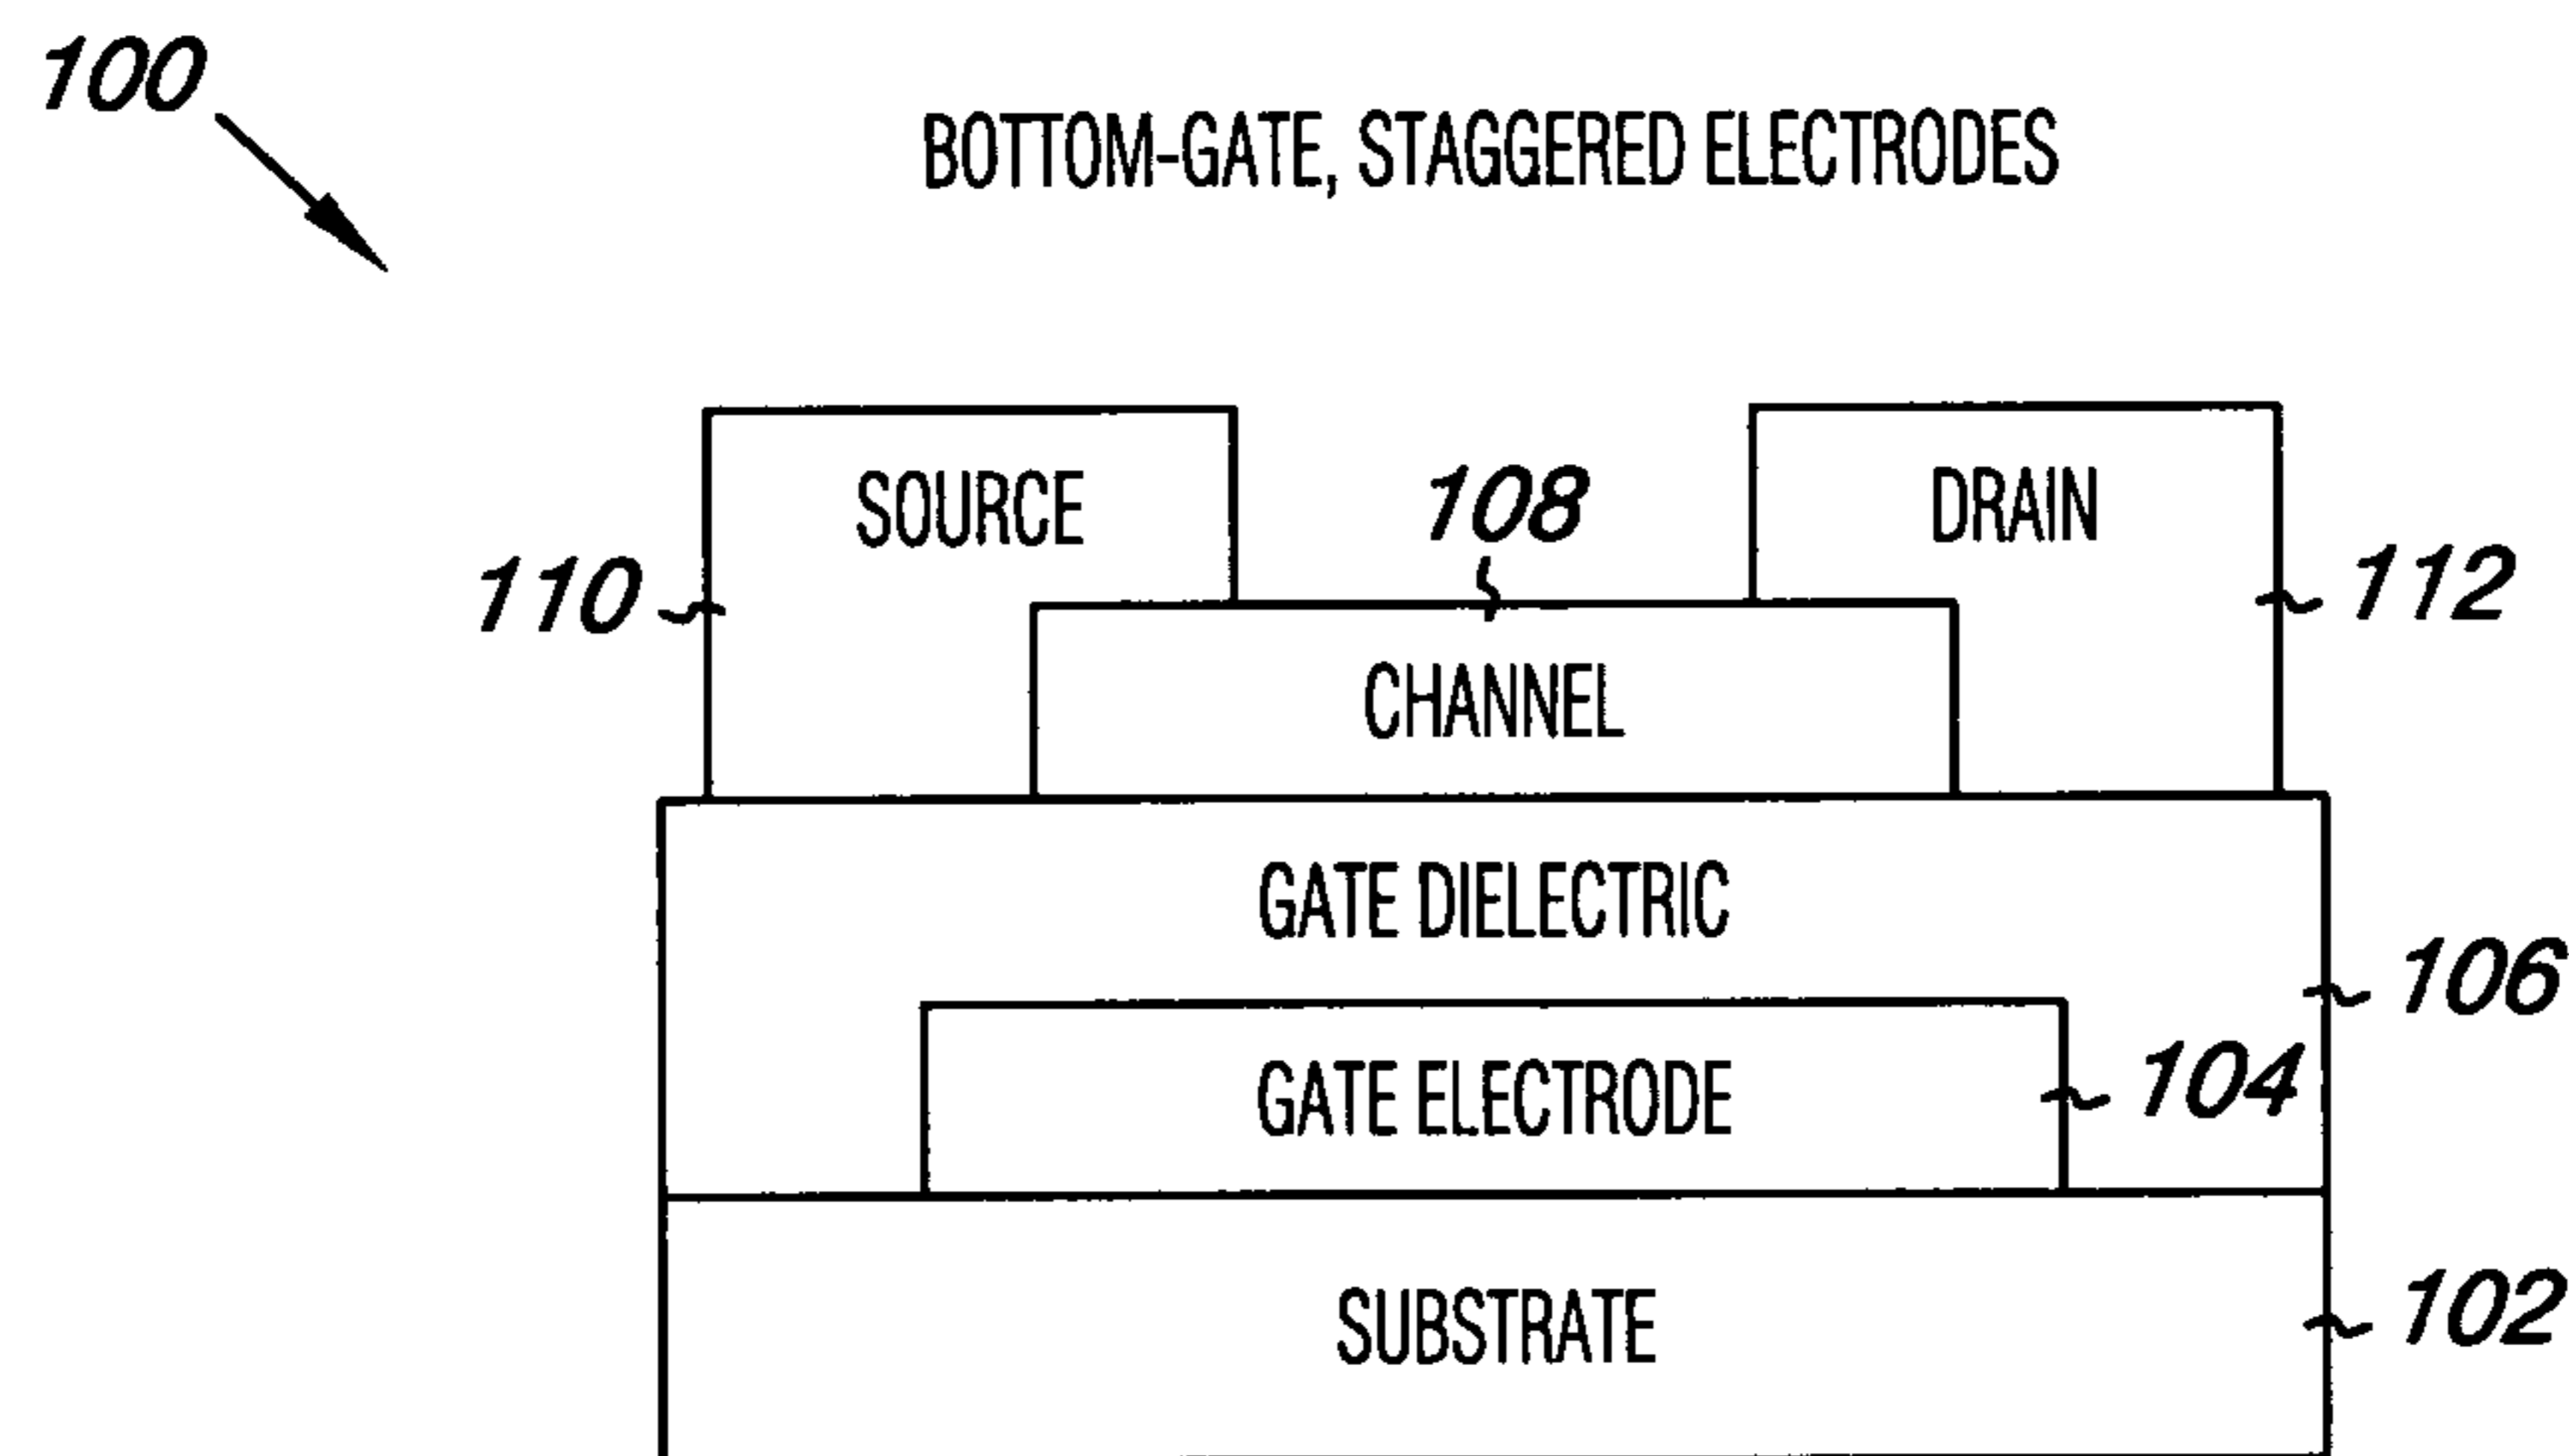 100
BOTTOM-GATE, STAGGERED ELECTRODES
SOURCE
108
DRAIN
110
112
CHANNEL
GATE DIELECTRIC
106
GATE ELECTRODE
104
SUBSTRATE
102